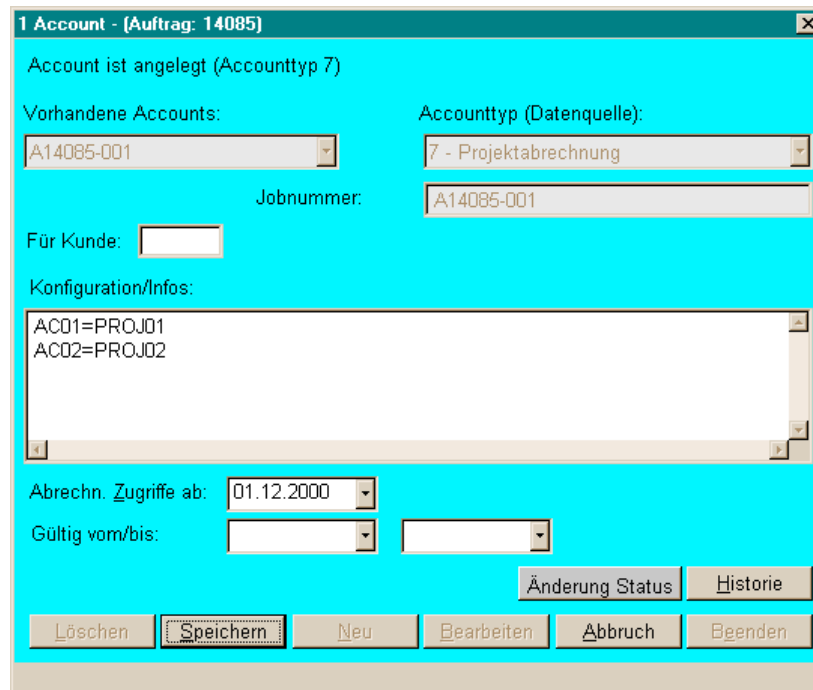 1 Account - (Auftrag: 14085)
Account ist angelegt (Accounttyp 7)
Vorhandene Accounts: Accounttyp (Datenquelle):
A14085-001 7 - Projektabrechnung
Jobnummer: A14085-001
Für Kunde:
Konfiguration/Infos:
AC01=PROJ01
AC02=PROJ02
Abrechn. Zugriffe ab: 01.12.2000
Gültig vom/bis:
Änderung Status Historie
Löschen Speichern Neu Bearbeiten Abbruch Beenden